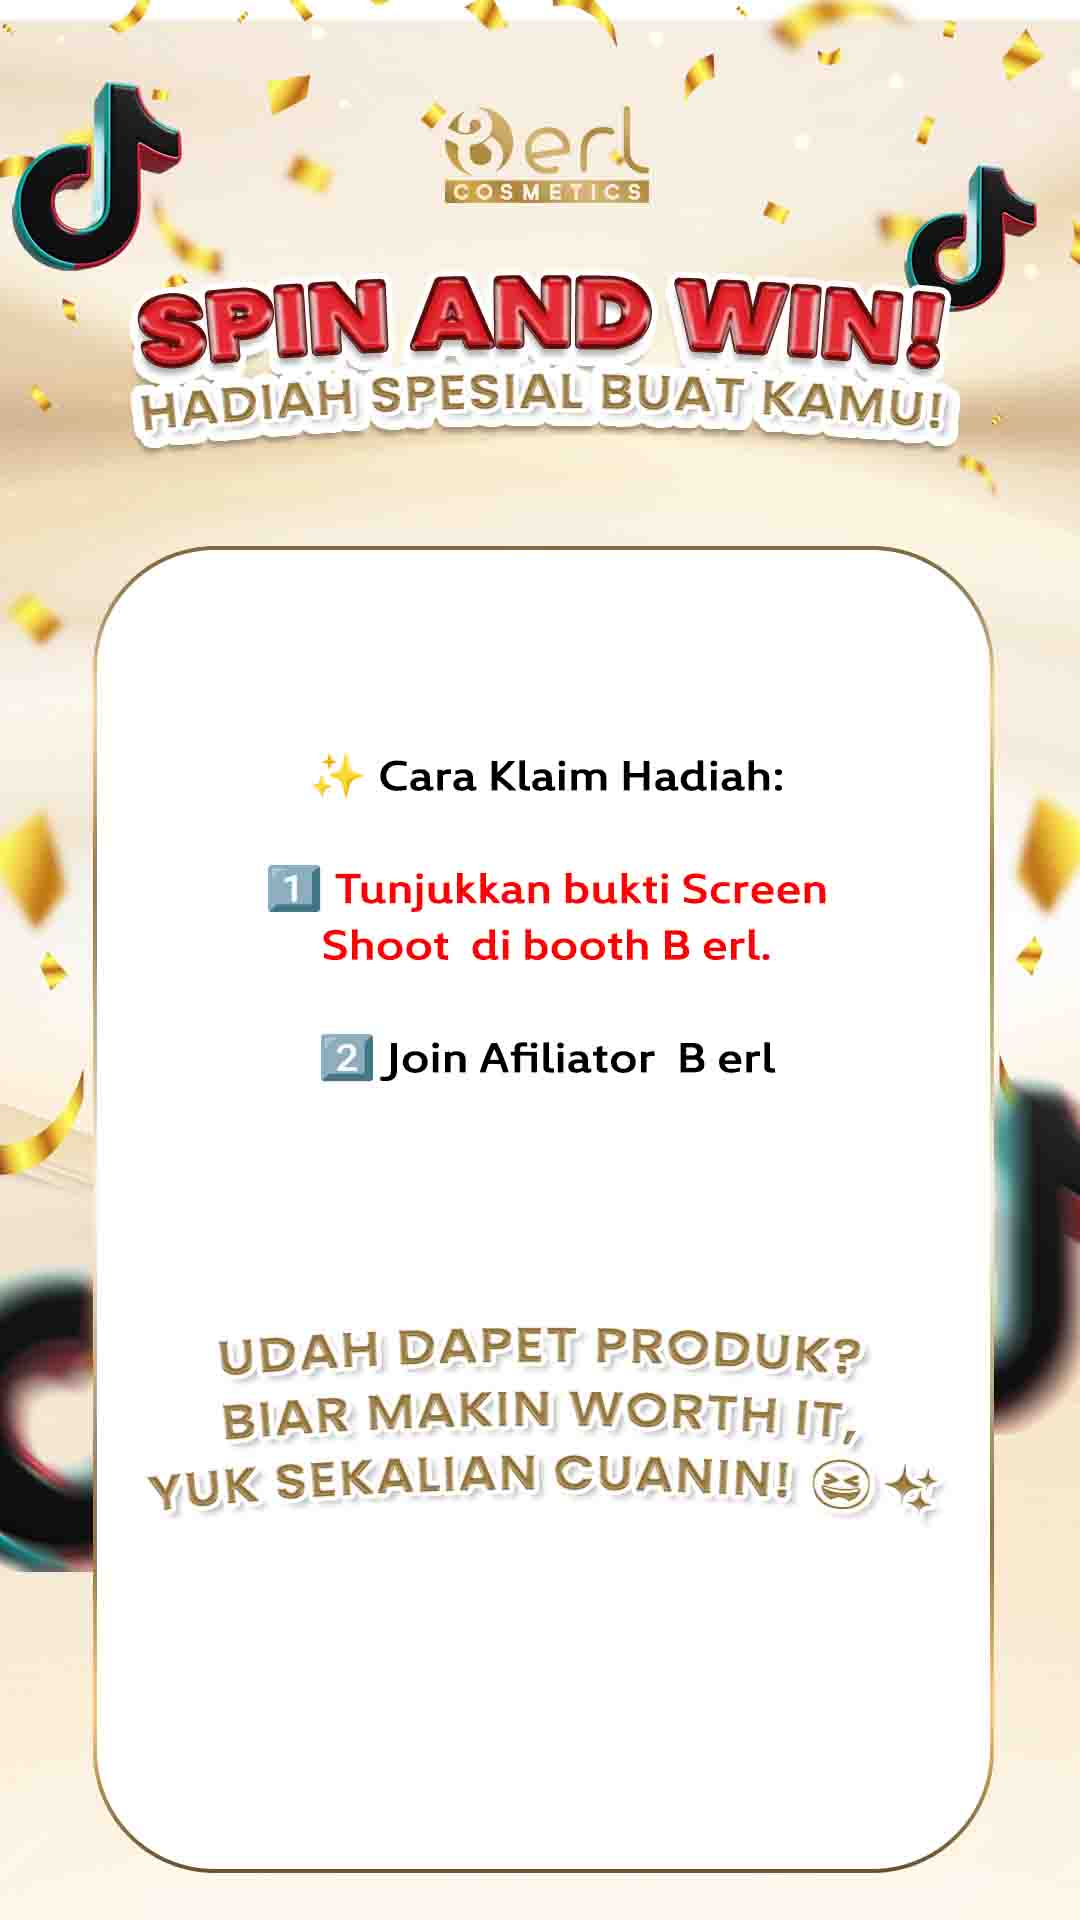 Berl
COSMETICS
SPIN AND WIN!
HADIAH SPESIAL BUAT KAMU!
✨ Cara Klaim Hadiah:
1️⃣ Tunjukkan bukti Screen
Shoot  di booth B erl.
2️⃣ Join Afiliator  B erl
UDAH DAPET PRODUK?
BIAR MAKIN WORTH IT,
YUK SEKALIAN CUANIN! 😆✨